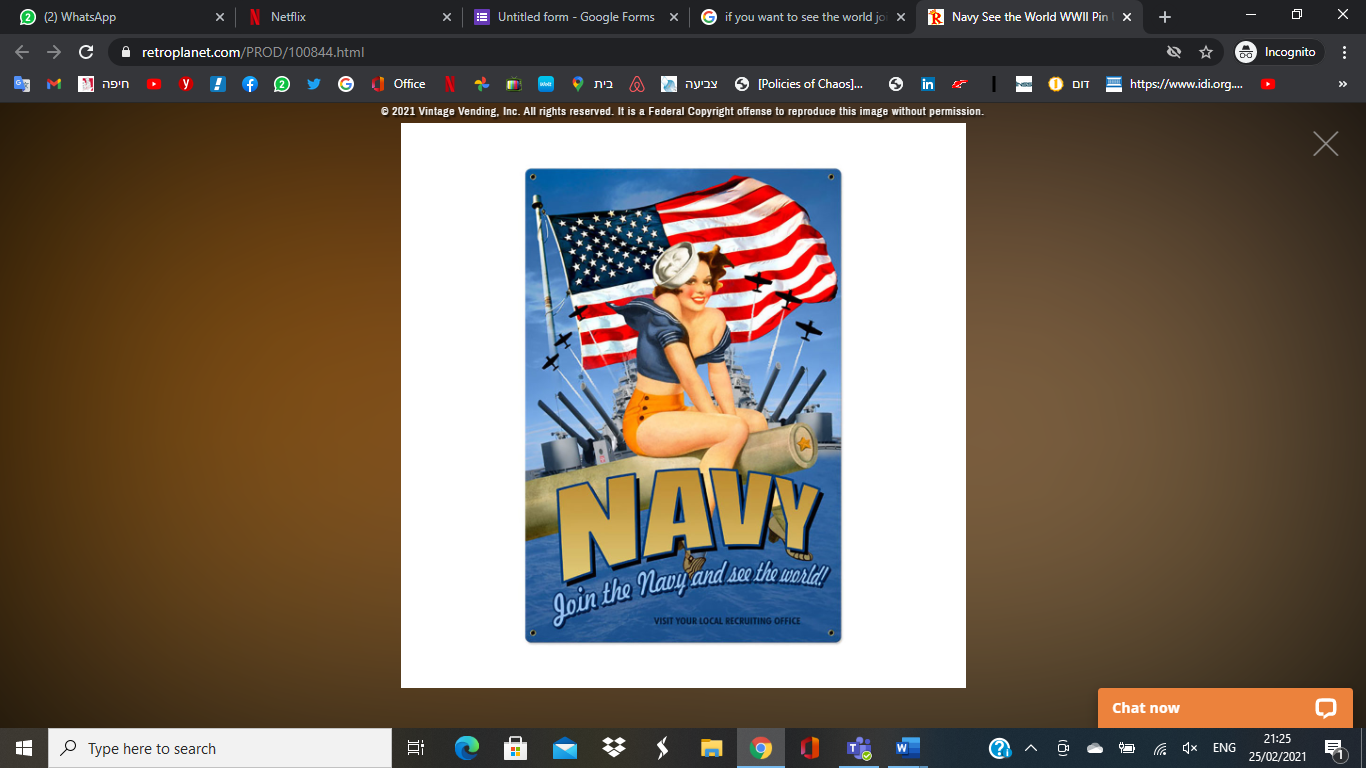 (2) WhatsApp
Netflix
Untitled form - Google Forms
if you want to see the world joi
Navy See the World WWII Pin
retroplanet.com/PROD/100844.html
Incognito
חיפה
Office
בית
צביעה
[Policies of Chaos]...
דום
https://www.idi.org....
© 2021 Vintage Vending, Inc. All rights reserved. It is a Federal Copyright offense to reproduce this image without permission.
NAVY
Join the Navy and see the world!
VISIT YOUR LOCAL RECRUITING OFFICE
Chat now
Type here to search
ENG
21:25
25/02/2021
1